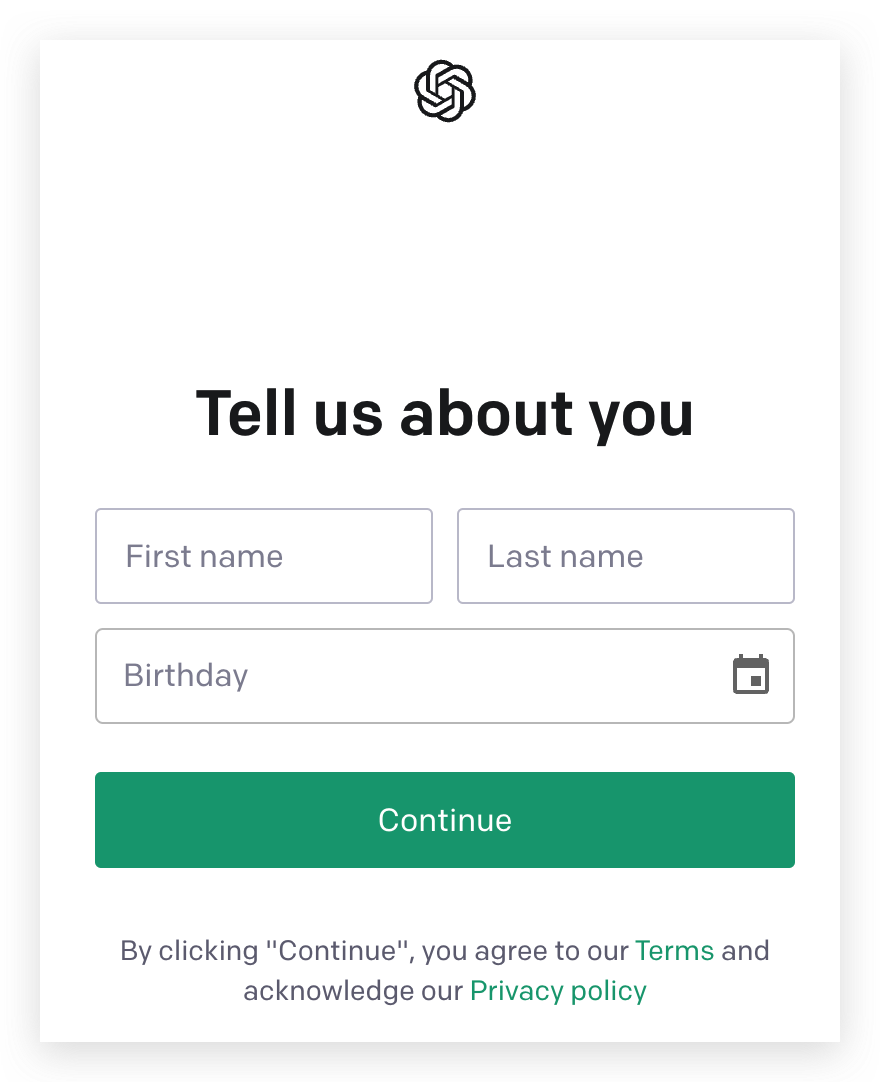 Tell us about you
First name
Last name
Birthday
Continue
By clicking "Continue", you agree to our Terms and
acknowledge our Privacy policy